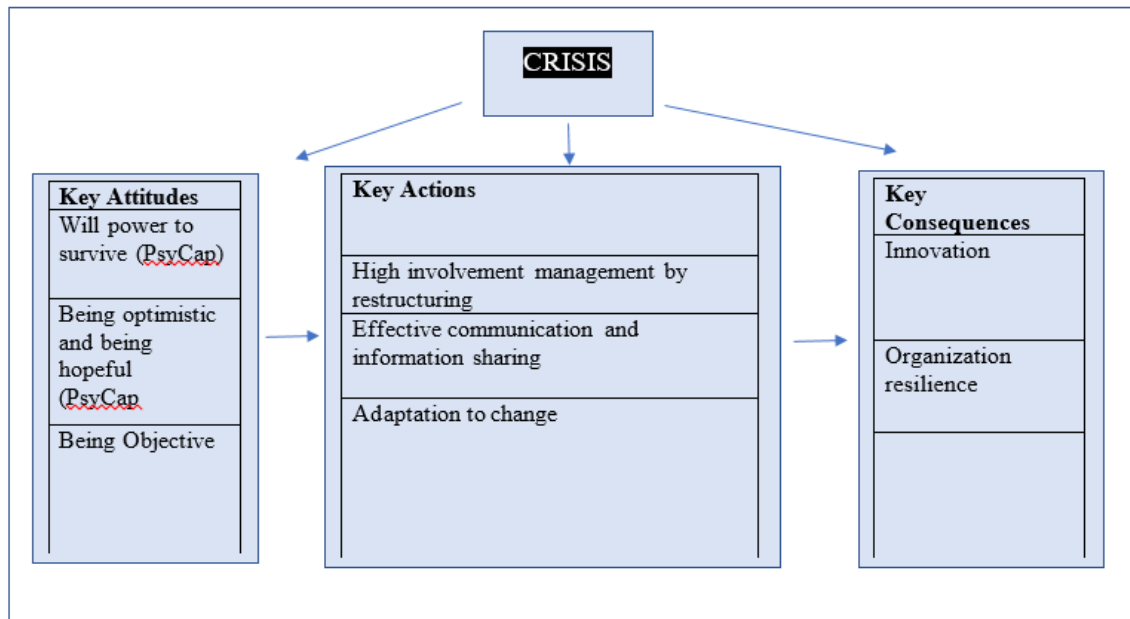 CRISIS
Key Attitudes
Will power to
survive (PsyCap)
Being optimistic
and being
hopeful
(PsyCap
Being Objective
Key Actions
High involvement management by
restructuring
Effective communication and
information sharing
Adaptation to change
Key
Consequences
Innovation
Organization
resilience